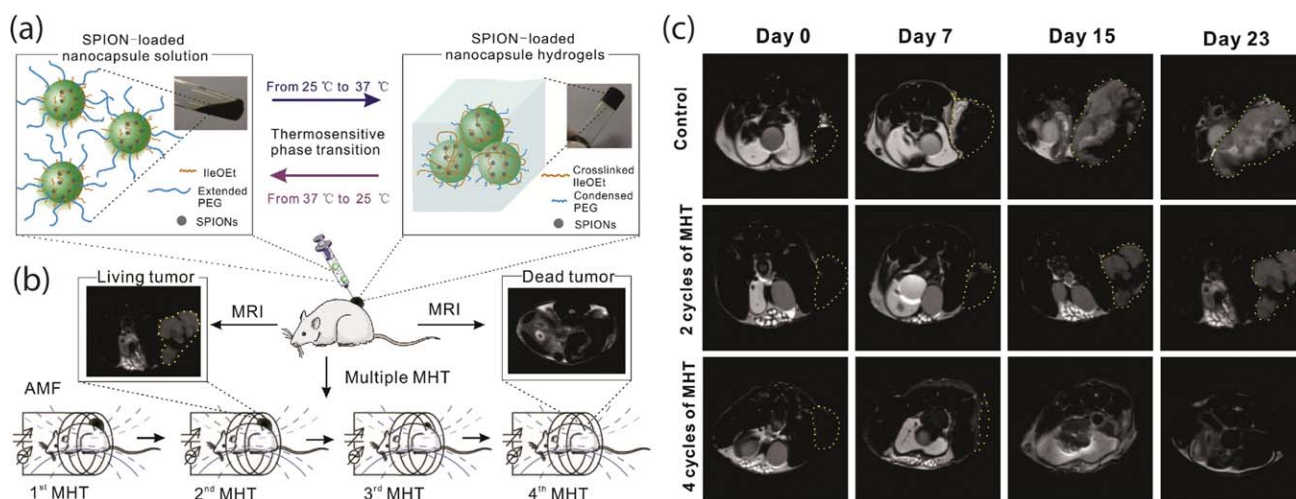 (a)
SPION-loaded
nanocapsule solution
IleOEt
Extended
PEG
SPIONs
From 25 ℃ to 37 ℃
Thermosensitive
phase transition
From 37 ℃ to 25 ℃
SPION-loaded
nanocapsule hydrogels
Crosslinked
IleOEt
Condensed
PEG
SPIONs
(b)
Living tumor
MRI
MRI
Dead tumor
Multiple MHT
AMF
1st MHT
2nd MHT
3rd MHT
4th MHT
(c)
Day 0
Day 7
Day 15
Day 23
Control
2 cycles of MHT
4 cycles of MHT